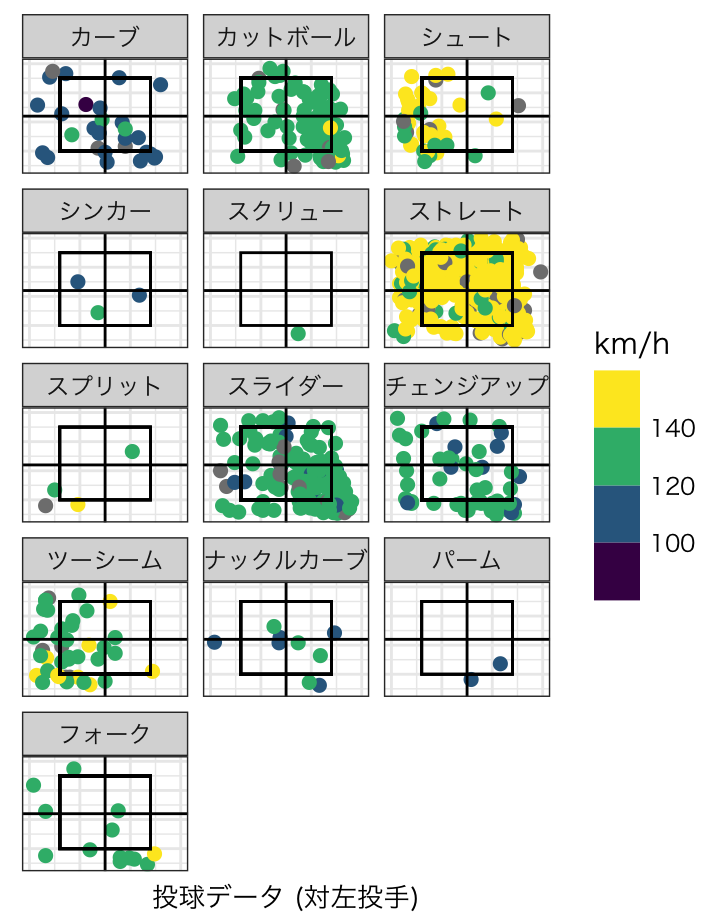 カーブ
カットボール
シュート
シンカー
スクリュー
ストレート
スプリット
スライダー
チェンジアップ
ツーシーム
ナックルカーブ
パーム
フォーク
km/h
140
120
100
投球データ (対左投手)